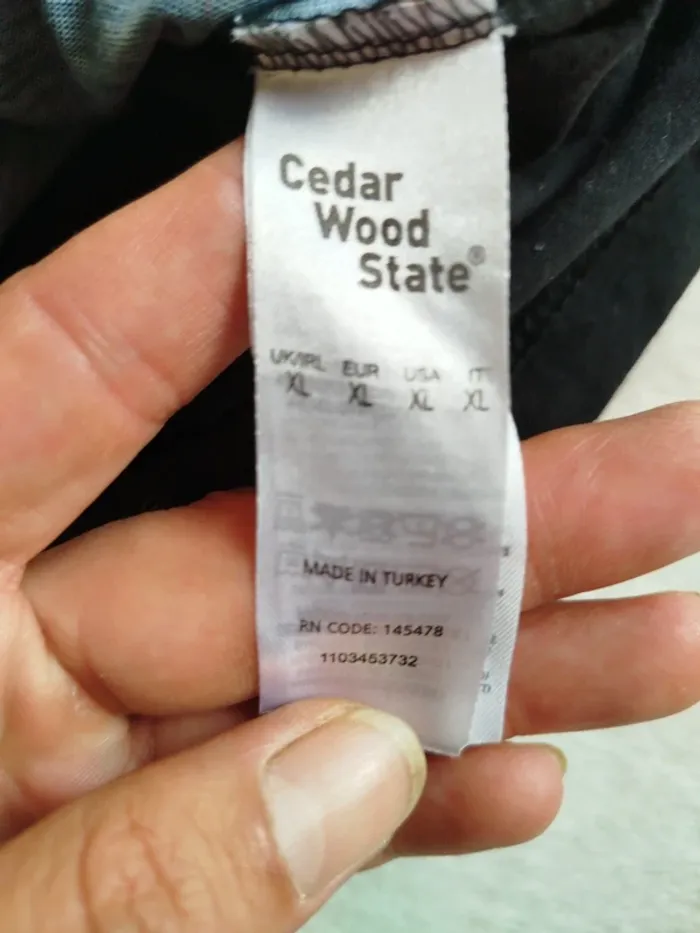 Cedar
Wood
State®
UK/IRL EUR USA IT
XL XL XL XL
MADE IN TURKEY
RN CODE: 145478
1103453732